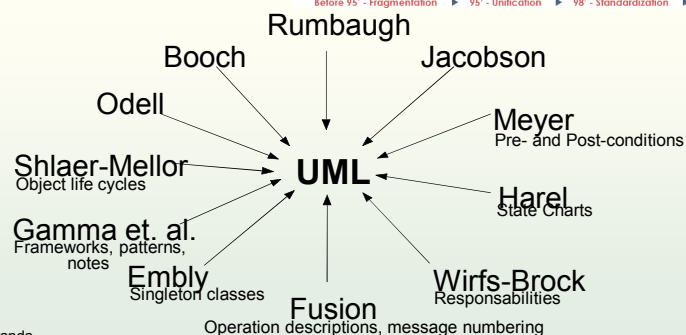 Before 95' - Fragmentation ▶ 95' - Unification ▶ 98' - Standardization ▶
Rumbaugh
Booch
Jacobson
Odell
Meyer
Pre- and Post-conditions
Shlaer-Mellor
Object life cycles
UML
Harel
State Charts
Gamma et. al.
Frameworks, patterns,
notes
Embly
Singleton classes
Wirfs-Brock
Responsabilities
Fusion
Operation descriptions, message numbering